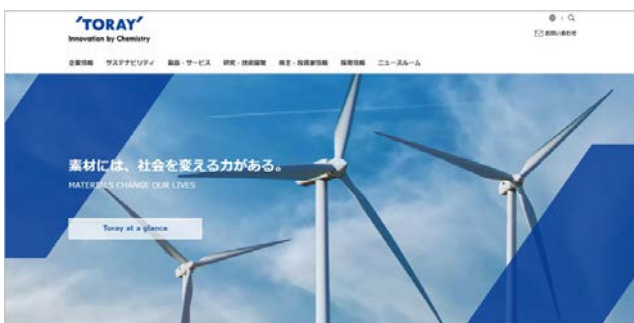 'TORAY'
Innovation by Chemistry
お問い合わせ
企業情報 サステナビリティ 製品・サービス 研究・技術開発 株主・投資家情報 採用情報 ニュースルーム
素材には、社会を変える力がある。
MATERIALS CHANGE OUR LIVES
Toray at a glance